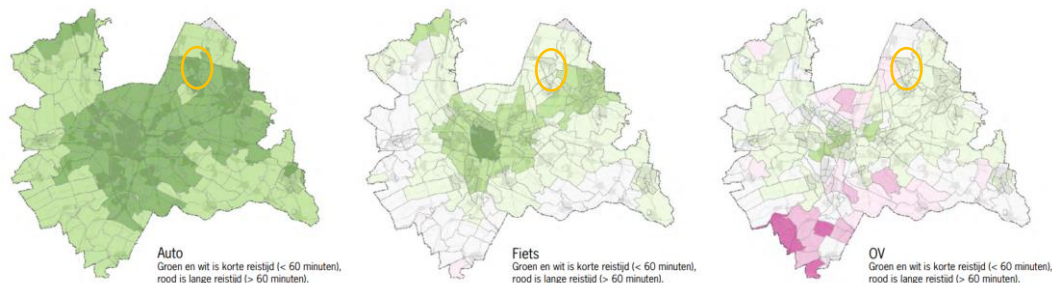 Auto
Groen en wit is korte reistijd (< 60 minuten),
rood is lange reistijd (> 60 minuten).
Fiets
Groen en wit is korte reistijd (< 60 minuten),
rood is lange reistijd (> 60 minuten).
OV
Groen en wit is korte reistijd (< 60 minuten),
rood is lange reistijd (> 60 minuten).